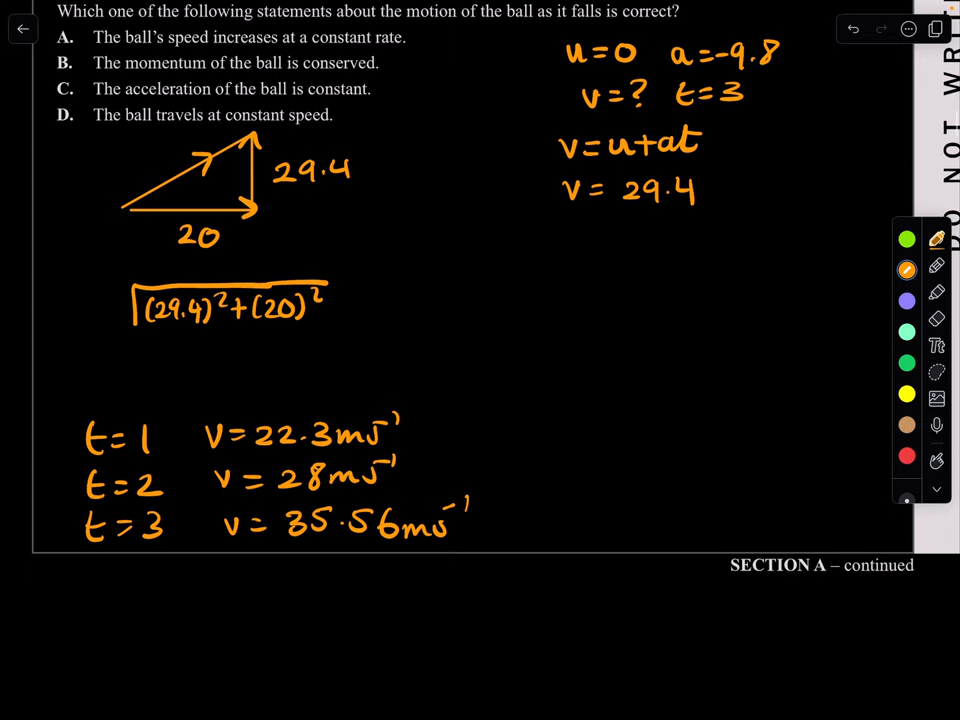 Which one of the following statements about the motion of the ball as it falls is correct?
A. The ball's speed increases at a constant rate.
B. The momentum of the ball is conserved.
C. The acceleration of the ball is constant.
D. The ball travels at constant speed.
u=0 a=-9.8
v=? t=3
v=u+at
v= 29.4
29.4
20
√(29.4)²+(20)²
t=1 v=22.3ms⁻¹
t=2 v=28ms⁻¹
t=3 v=35.56ms⁻¹
SECTION A – continued
DO NOT WRI
Tt